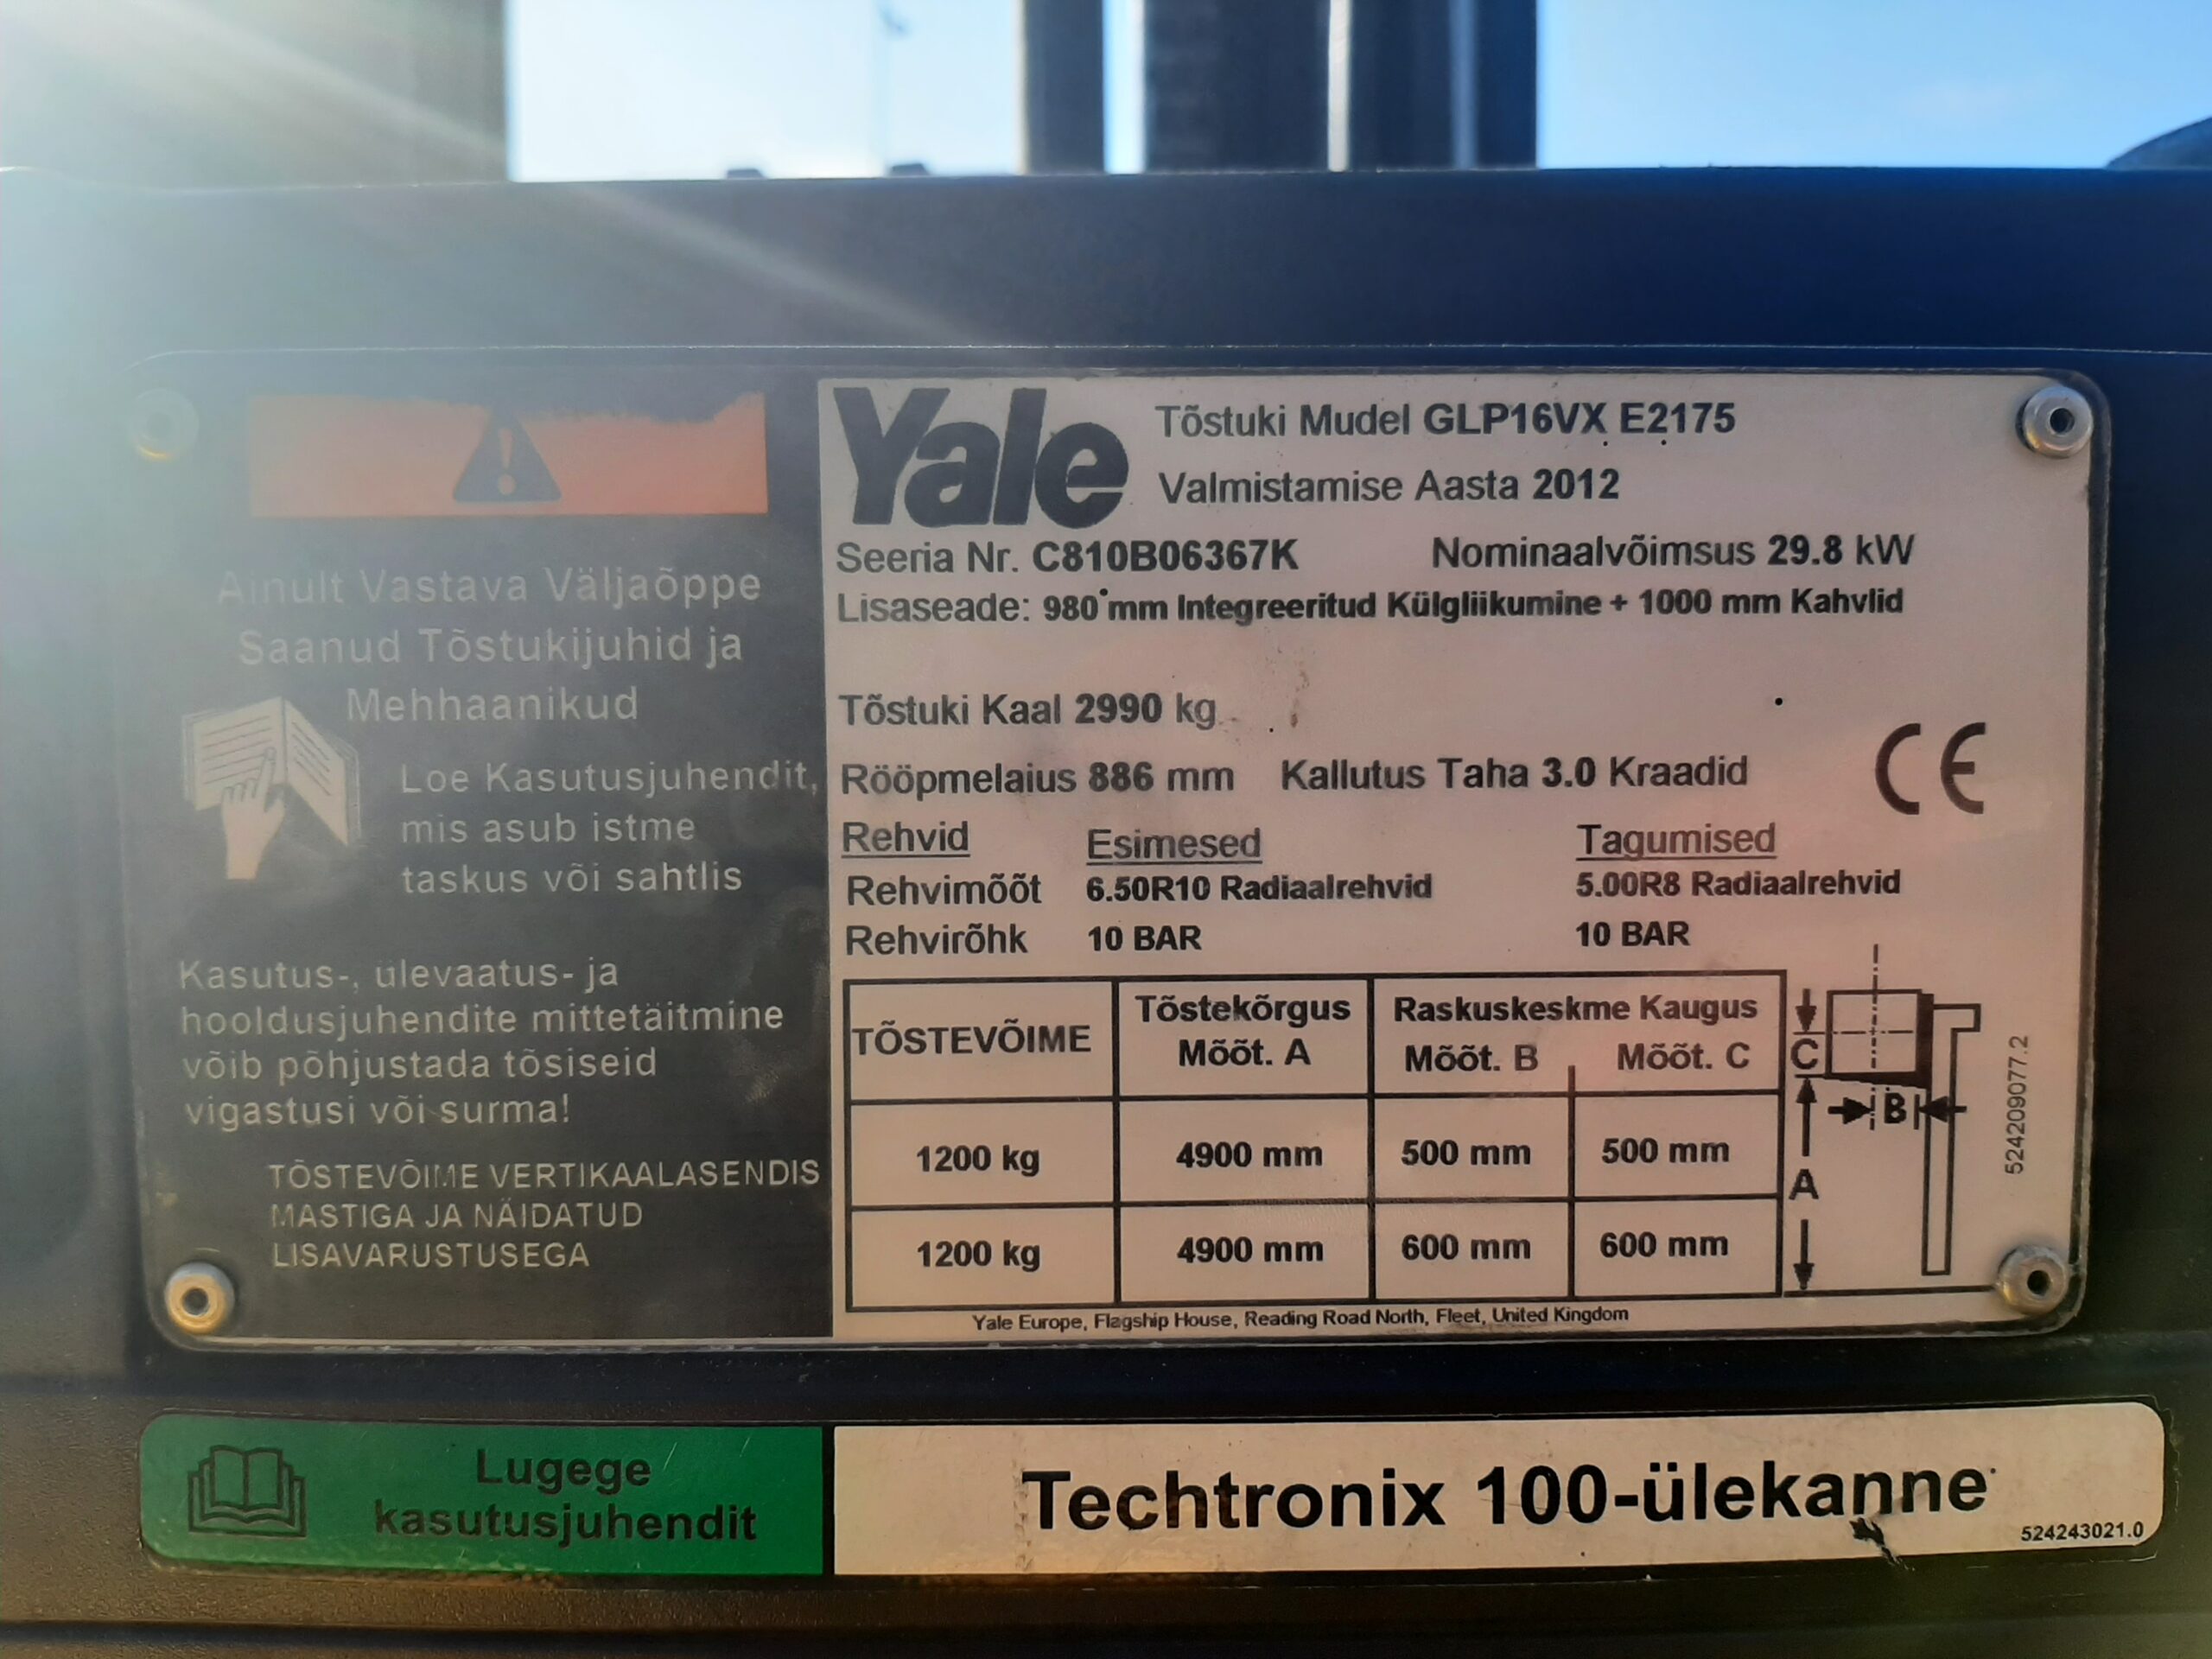 Ainult Vastava Väljaõppe
Saanud Tõstukijuhid ja
Mehhaanikud
Loe Kasutusjuhendit,
mis asub istme
taskus või sahtlis
Kasutus-, ülevaatus- ja
hooldusjuhendite mittetäitmine
võib põhjustada tõsiseid
vigastusi või surma!
TÕSTEVÕIME VERTIKAALASENDIS
MASTIGA JA NÄIDATUD
LISAVARUSTUSEGA
Yale
Tõstuki Mudel GLP16VX E2175
Valmistamise Aasta 2012
Seeria Nr. C810B06367K Nominaalvõimsus 29.8 kW
Lisaseade: 980 mm Integreeritud Külgliikumine + 1000 mm Kahvlid
Tõstuki Kaal 2990 kg
Rööpmelaius 886 mm Kallutus Taha 3.0 Kraadid
CE
Rehvid Esimesed Tagumised
Rehvimõõt 6.50R10 Radiaalrehvid 5.00R8 Radiaalrehvid
Rehvirõhk 10 BAR 10 BAR
TÕSTEVÕIME
Tõstekõrgus
Mõõt. A
Raskuskeskme Kaugus
Mõõt. B Mõõt. C
1200 kg 4900 mm 500 mm 500 mm
1200 kg 4900 mm 600 mm 600 mm
C
B
A
524209077.2
Yale Europe, Flagship House, Reading Road North, Fleet, United Kingdom
Lugege
kasutusjuhendit
Techtronix 100-ülekanne
524243021.0